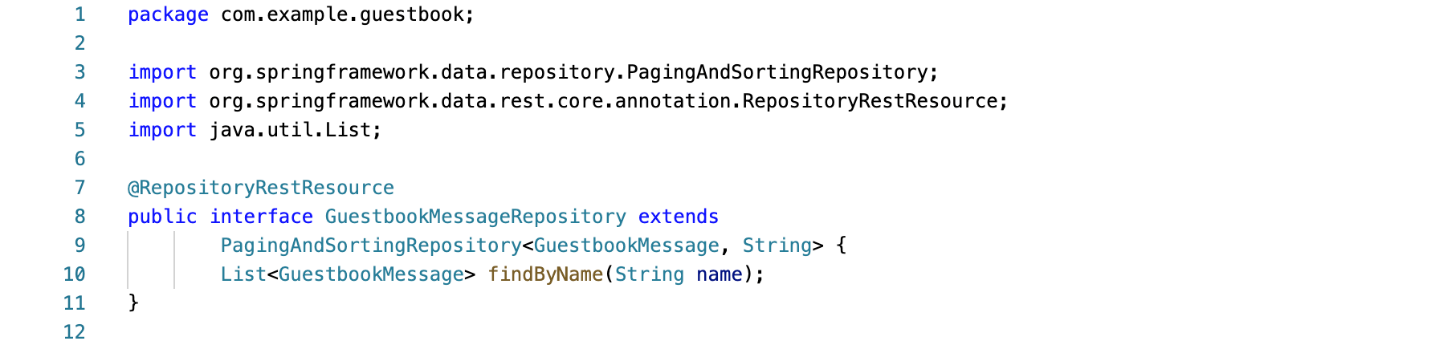 1 package com.example.guestbook;
2
3 import org.springframework.data.repository.PagingAndSortingRepository;
4 import org.springframework.data.rest.core.annotation.RepositoryRestResource;
5 import java.util.List;
6
7 @RepositoryRestResource
8 public interface GuestbookMessageRepository extends
9         PagingAndSortingRepository<GuestbookMessage, String> {
10         List<GuestbookMessage> findByName(String name);
11 }
12